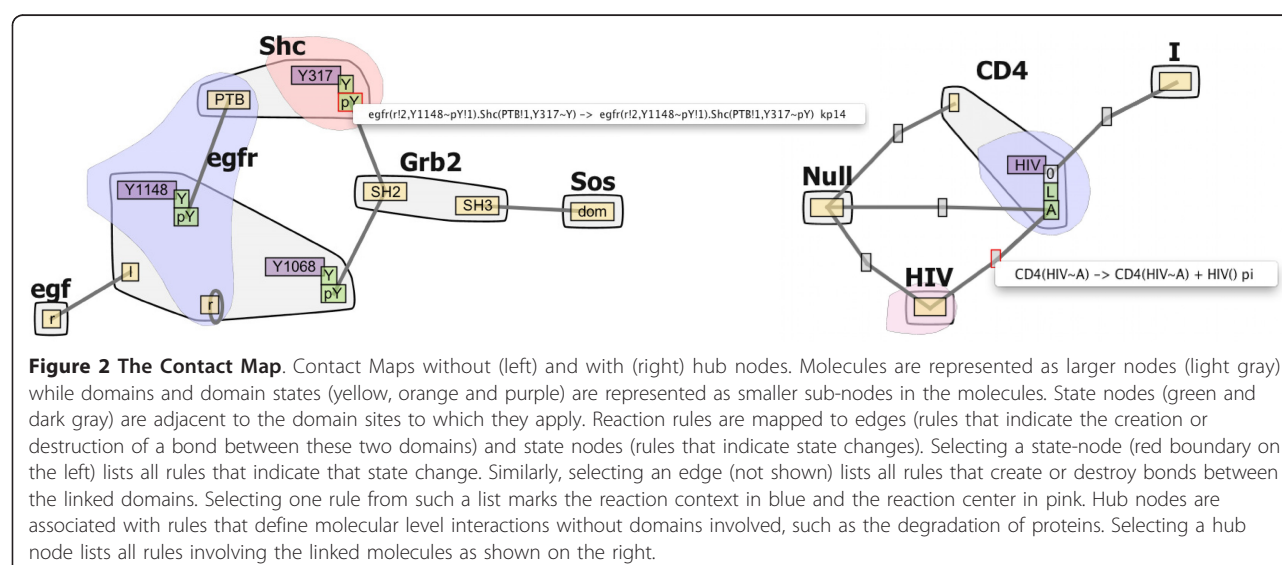 Shc
Y317
Y
pY
PTB
egfr(r!2,Y1148~pY!1).Shc(PTB!1,Y317~Y) -> egfr(r!2,Y1148~pY!1).Shc(PTB!1,Y317~pY) kp14
egfr
Y1148
Y
pY
Grb2
SH2
SH3
Sos
dom
Y1068
Y
pY
l
r
egf
r
I
CD4
HIV
0
L
A
Null
CD4(HIV~A) -> CD4(HIV~A) + HIV() pi
HIV
Figure 2 The Contact Map. Contact Maps without (left) and with (right) hub nodes. Molecules are represented as larger nodes (light gray)
while domains and domain states (yellow, orange and purple) are represented as smaller sub-nodes in the molecules. State nodes (green and
dark gray) are adjacent to the domain sites to which they apply. Reaction rules are mapped to edges (rules that indicate the creation or
destruction of a bond between these two domains) and state nodes (rules that indicate state changes). Selecting a state-node (red boundary on
the left) lists all rules that indicate that state change. Similarly, selecting an edge (not shown) lists all rules that create or destroy bonds between
the linked domains. Selecting one rule from such a list marks the reaction context in blue and the reaction center in pink. Hub nodes are
associated with rules that define molecular level interactions without domains involved, such as the degradation of proteins. Selecting a hub
node lists all rules involving the linked molecules as shown on the right.